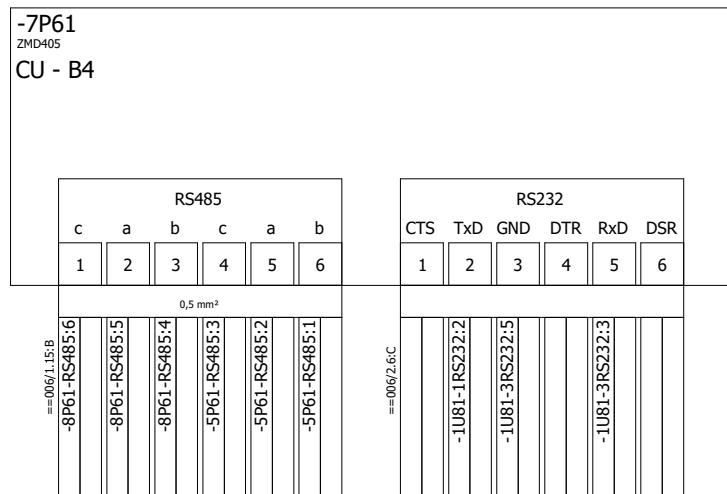 -7P61
ZMD405
CU - B4
RS485
c a b c a b
1 2 3 4 5 6
0,5 mm²
==006/1.15:B
-8P61-RS485:6
-8P61-RS485:5
-8P61-RS485:4
-5P61-RS485:3
-5P61-RS485:2
-5P61-RS485:1
RS232
CTS TxD GND DTR RxD DSR
1 2 3 4 5 6
==006/2.6:C
-1U81-1RS232:2
-1U81-3RS232:5
-1U81-3RS232:3